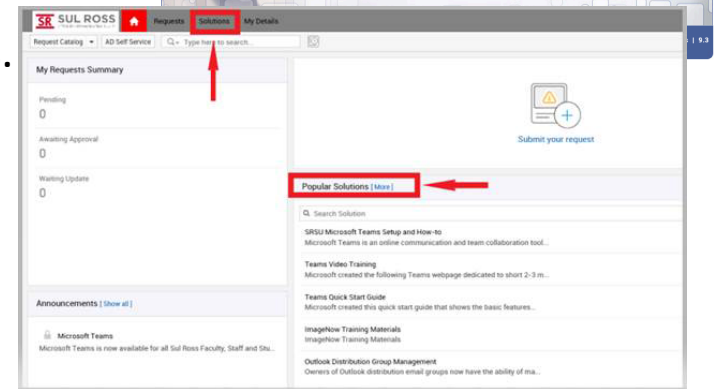 SR SUL ROSS
Requests Solutions My Details
Request Catalog AD Self Service Type here to search...
| 9.3
My Requests Summary
Pending
0
Awaiting Approval
0
Waiting Update
0
Submit your request
Popular Solutions [ More ]
Search Solution
SRSU Microsoft Teams Setup and How-to
Microsoft Teams is an online communication and team collaboration tool...
Teams Video Training
Microsoft created the following Teams webpage dedicated to short 2-3 m...
Teams Quick Start Guide
Microsoft created this quick start guide that shows the basic features...
ImageNow Training Materials
ImageNow Training Materials
Outlook Distribution Group Management
Owners of Outlook distribution email groups now have the ability of ma...
Announcements [ Show all ]
Microsoft Teams
Microsoft Teams is now available for all Sul Ross Faculty, Staff and Stu...